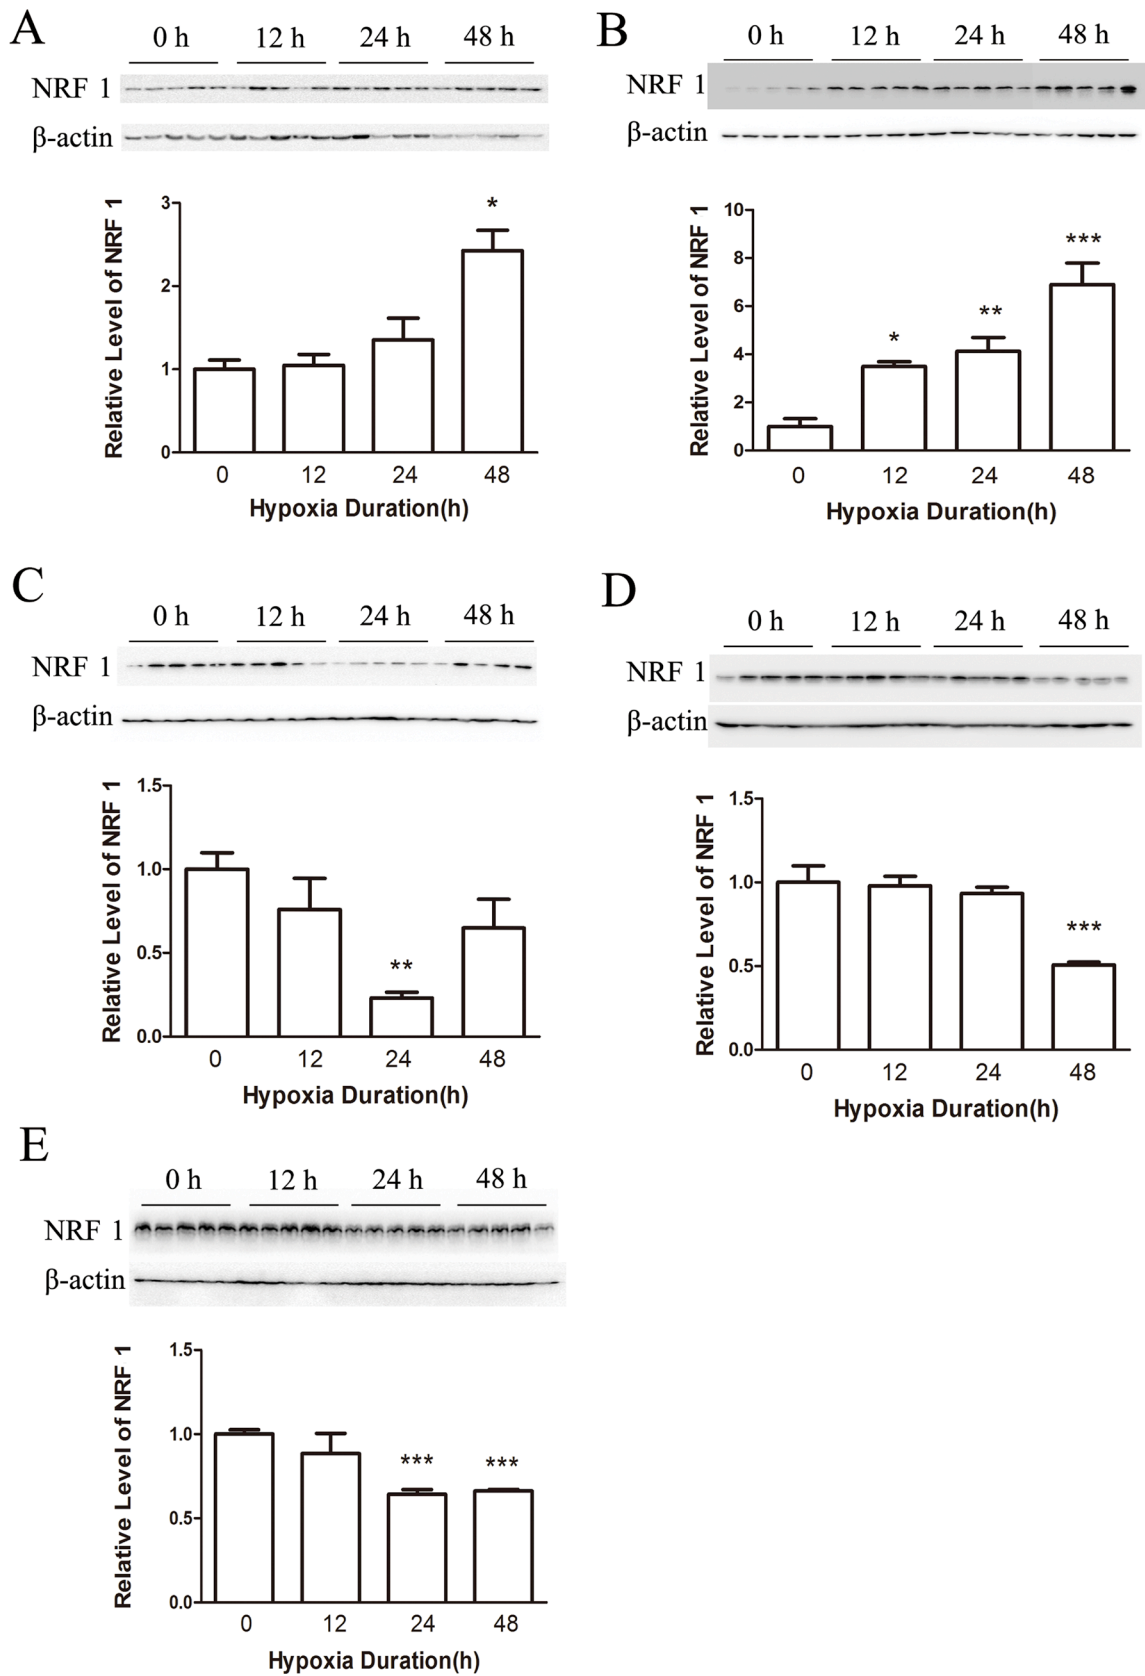 A
0 h 12 h 24 h 48 h
NRF 1
β-actin
Relative Level of NRF 1
3
*
2
1
0
0 12 24 48
Hypoxia Duration(h)
B
0 h 12 h 24 h 48 h
NRF 1
β-actin
Relative Level of NRF 1
10
***
8
6
**
*
4
2
0
0 12 24 48
Hypoxia Duration(h)
C
0 h 12 h 24 h 48 h
NRF 1
β-actin
Relative Level of NRF 1
1.5
1.0
0.5
**
0.0
0 12 24 48
Hypoxia Duration(h)
D
0 h 12 h 24 h 48 h
NRF 1
β-actin
Relative Level of NRF 1
1.5
1.0
***
0.5
0.0
0 12 24 48
Hypoxia Duration(h)
E
0 h 12 h 24 h 48 h
NRF 1
β-actin
Relative Level of NRF 1
1.5
1.0
*** ***
0.5
0.0
0 12 24 48
Hypoxia Duration(h)